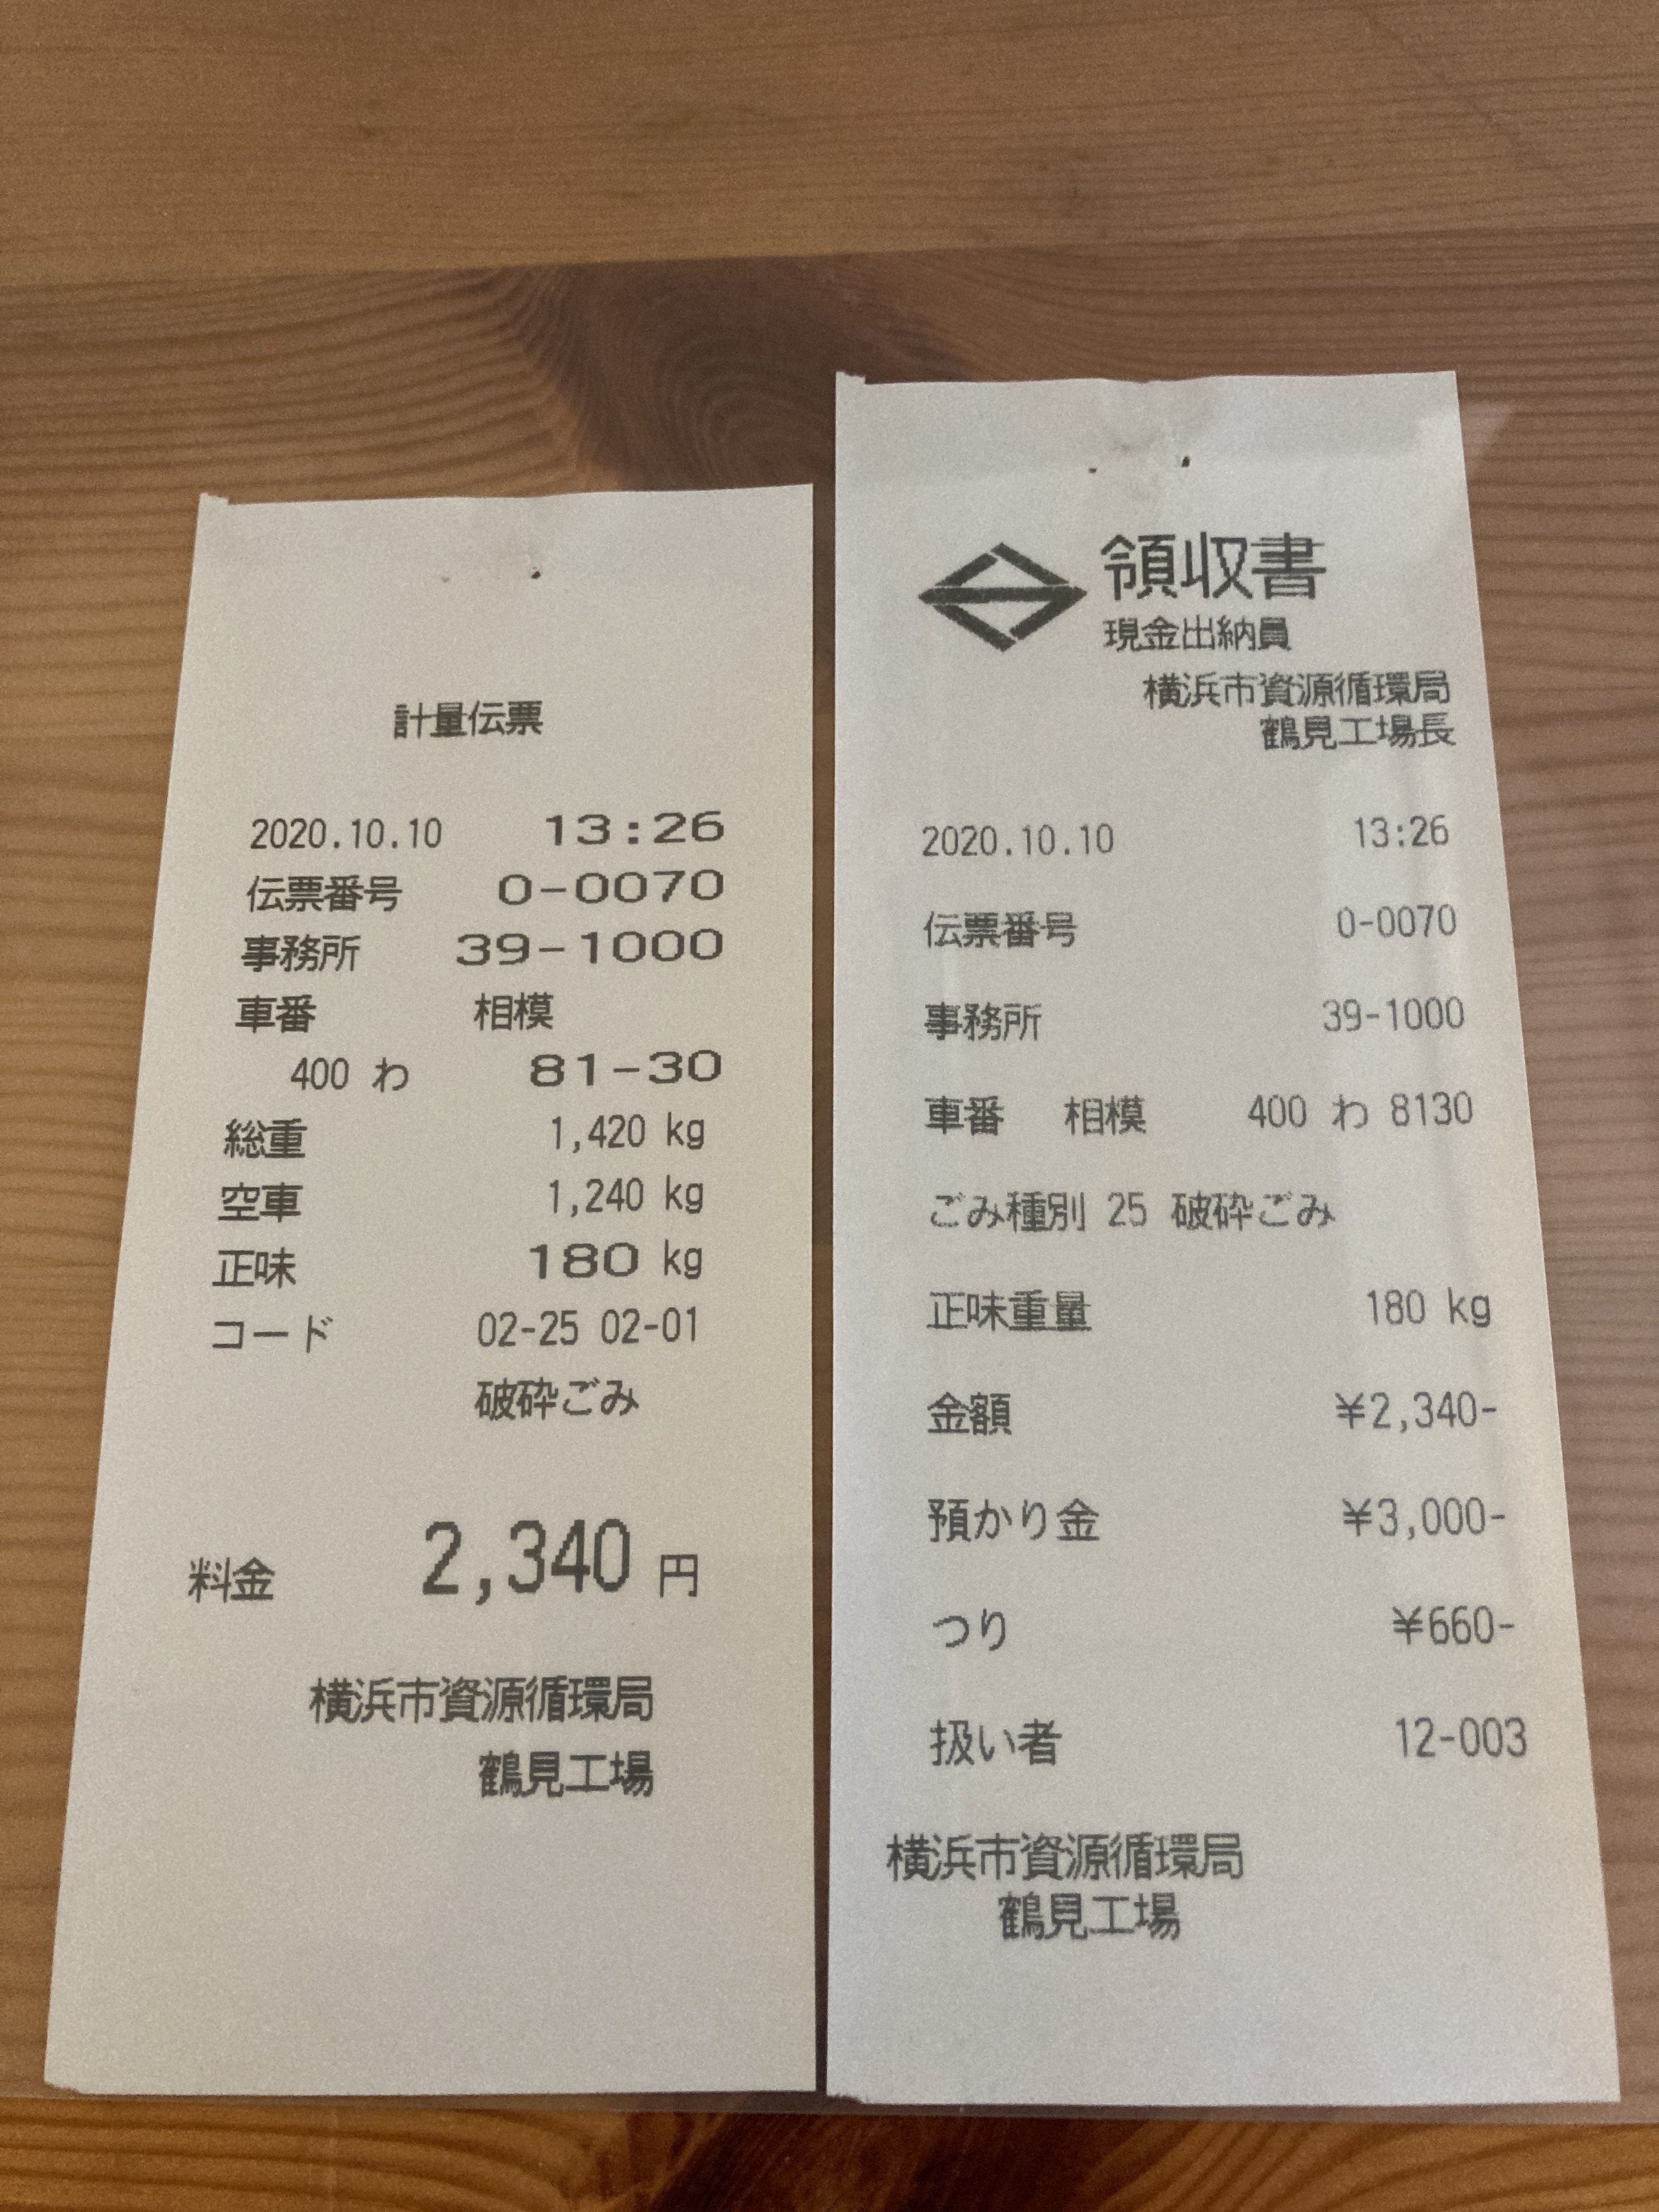 計量伝票
2020.10.10 13:26
伝票番号 0-0070
事務所 39-1000
車番 相模
400 わ 81-30
総重 1,420 kg
空車 1,240 kg
正味 180 kg
コード 02-25 02-01
破砕ごみ
料金 2,340 円
横浜市資源循環局
鶴見工場
領収書
現金出納員
横浜市資源循環局
鶴見工場長
2020.10.10 13:26
伝票番号 0-0070
事務所 39-1000
車番 相模 400 わ 8130
ごみ種別 25 破砕ごみ
正味重量 180 kg
金額 ¥2,340-
預かり金 ¥3,000-
つり ¥660-
扱い者 12-003
横浜市資源循環局
鶴見工場